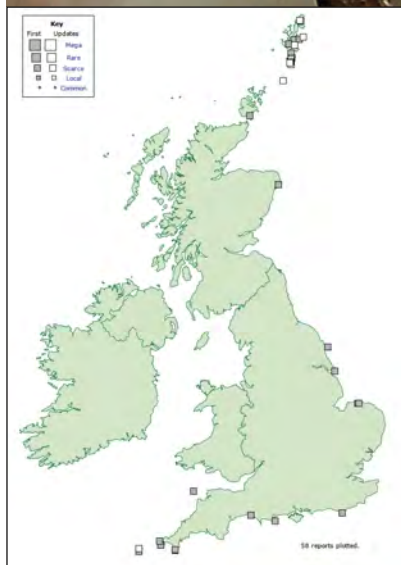 Key
First Updates
Mega
Rare
Scarce
Local
Common
58 reports plotted.